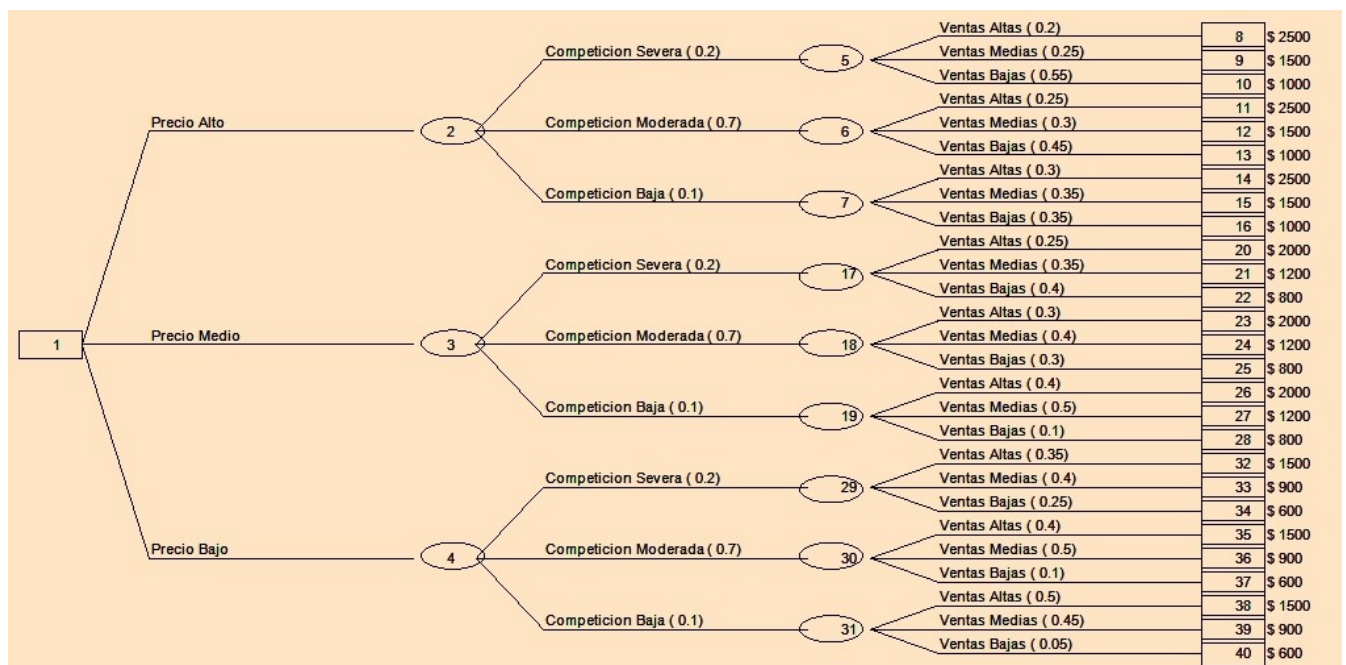 Ventas Altas ( 0.2) 8 $ 2500
Competicion Severa ( 0.2) 5 Ventas Medias ( 0.25) 9 $ 1500
Ventas Bajas ( 0.55) 10 $ 1000
Ventas Altas ( 0.25) 11 $ 2500
Precio Alto 2 Competicion Moderada ( 0.7) 6 Ventas Medias ( 0.3) 12 $ 1500
Ventas Bajas ( 0.45) 13 $ 1000
Ventas Altas ( 0.3) 14 $ 2500
Competicion Baja ( 0.1) 7 Ventas Medias ( 0.35) 15 $ 1500
Ventas Bajas ( 0.35) 16 $ 1000
Ventas Altas ( 0.25) 20 $ 2000
Competicion Severa ( 0.2) 17 Ventas Medias ( 0.35) 21 $ 1200
Ventas Bajas ( 0.4) 22 $ 800
Ventas Altas ( 0.3) 23 $ 2000
1 Precio Medio 3 Competicion Moderada ( 0.7) 18 Ventas Medias ( 0.4) 24 $ 1200
Ventas Bajas ( 0.3) 25 $ 800
Ventas Altas ( 0.4) 26 $ 2000
Competicion Baja ( 0.1) 19 Ventas Medias ( 0.5) 27 $ 1200
Ventas Bajas ( 0.1) 28 $ 800
Ventas Altas ( 0.35) 32 $ 1500
Competicion Severa ( 0.2) 29 Ventas Medias ( 0.4) 33 $ 900
Ventas Bajas ( 0.25) 34 $ 600
Ventas Altas ( 0.4) 35 $ 1500
Precio Bajo 4 Competicion Moderada ( 0.7) 30 Ventas Medias ( 0.5) 36 $ 900
Ventas Bajas ( 0.1) 37 $ 600
Ventas Altas ( 0.5) 38 $ 1500
Competicion Baja ( 0.1) 31 Ventas Medias ( 0.45) 39 $ 900
Ventas Bajas ( 0.05) 40 $ 600